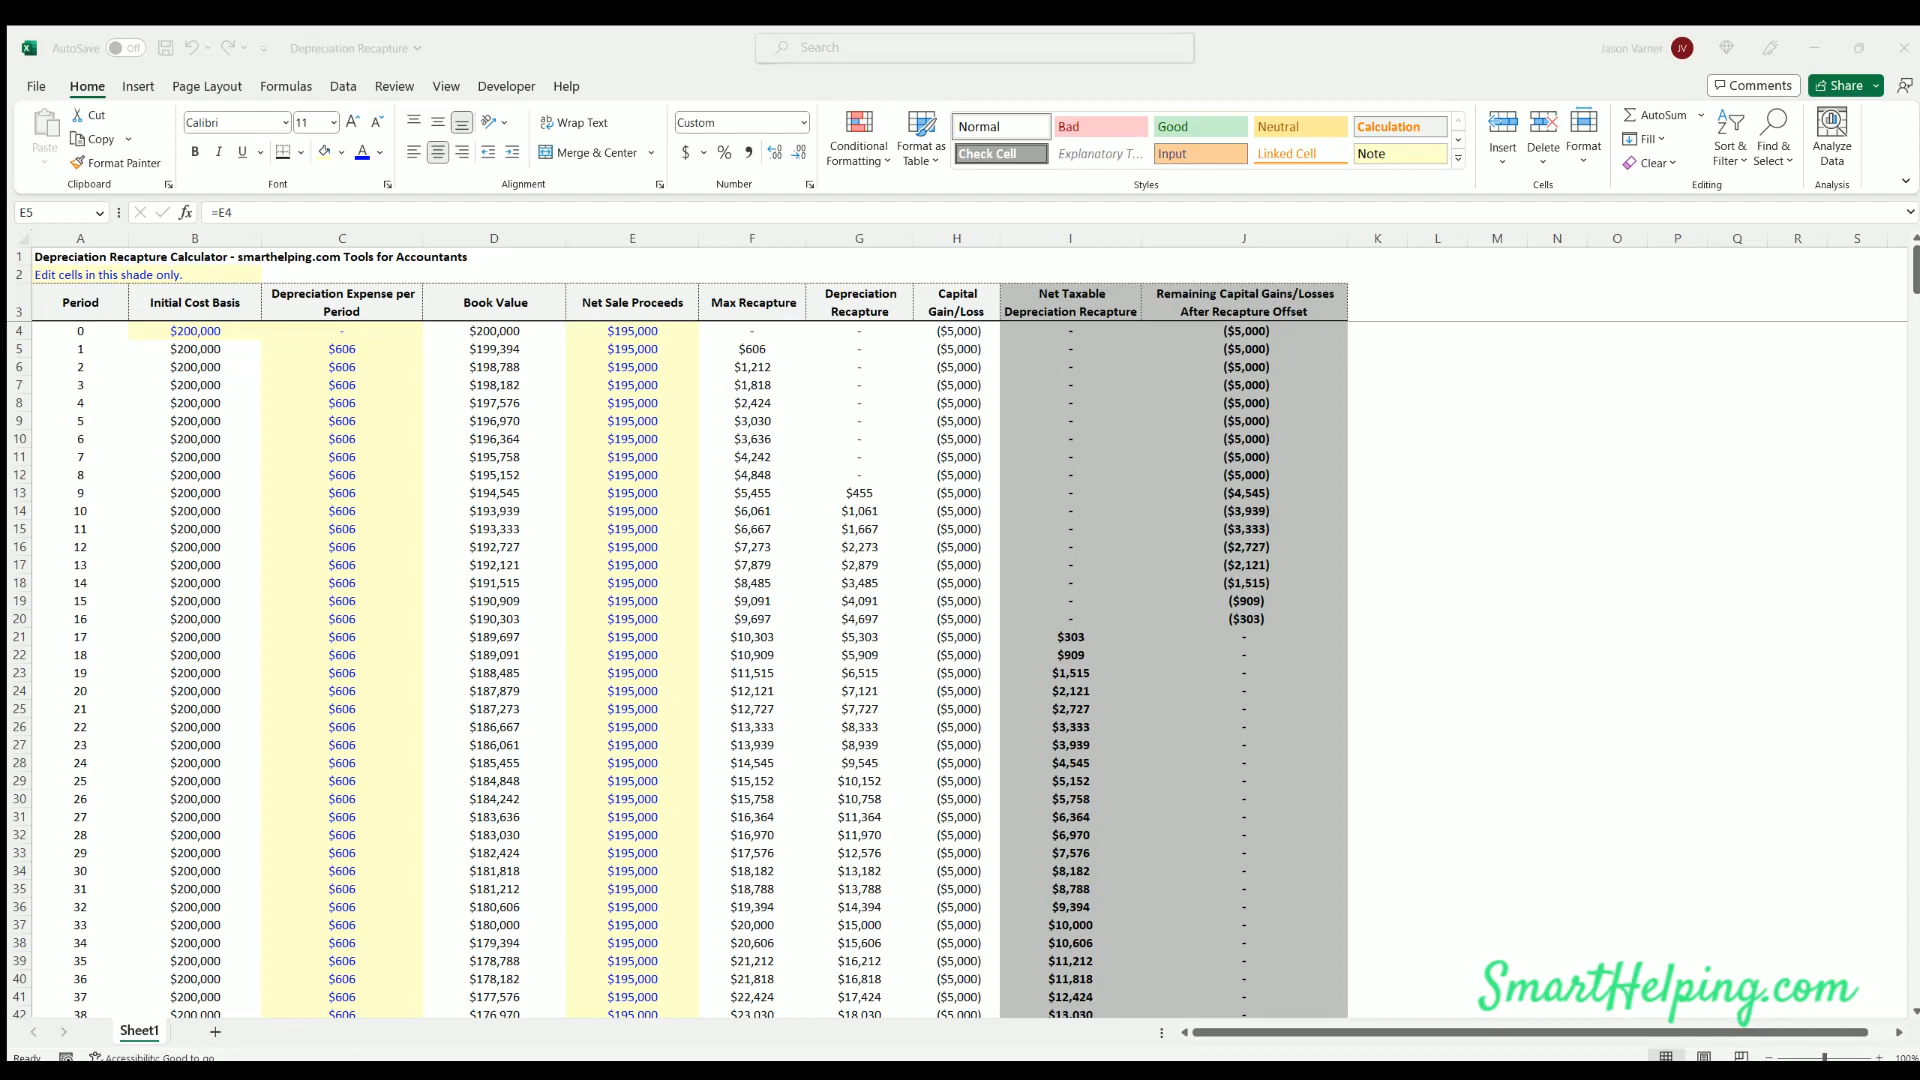 AutoSave Off Depreciation Recapture Search Jason Varner JV
File Home Insert Page Layout Formulas Data Review View Developer Help Comments Share
Paste Cut Copy Format Painter Clipboard
Calibri 11 B I U A Font
Wrap Text Merge & Center Alignment
Custom $ % Number
Conditional Formatting Format as Table Normal Bad Good Neutral Calculation
Check Cell Explanatory T... Input Linked Cell Note Styles
Insert Delete Format Cells
AutoSum Fill Clear Sort & Filter Find & Select Editing
Analyze Data Analysis
E5 fx =E4
A B C D E F G H I J K L M N O P Q R S
1 Depreciation Recapture Calculator - smarthelping.com Tools for Accountants
2 Edit cells in this shade only.
3 Period Initial Cost Basis Depreciation Expense per Period Book Value Net Sale Proceeds Max Recapture Depreciation Recapture Capital Gain/Loss Net Taxable Depreciation Recapture Remaining Capital Gains/Losses After Recapture Offset
4 0 $200,000 - $200,000 $195,000 - - ($5,000) - ($5,000)
5 1 $200,000 $606 $199,394 $195,000 $606 - ($5,000) - ($5,000)
6 2 $200,000 $606 $198,788 $195,000 $1,212 - ($5,000) - ($5,000)
7 3 $200,000 $606 $198,182 $195,000 $1,818 - ($5,000) - ($5,000)
8 4 $200,000 $606 $197,576 $195,000 $2,424 - ($5,000) - ($5,000)
9 5 $200,000 $606 $196,970 $195,000 $3,030 - ($5,000) - ($5,000)
10 6 $200,000 $606 $196,364 $195,000 $3,636 - ($5,000) - ($5,000)
11 7 $200,000 $606 $195,758 $195,000 $4,242 - ($5,000) - ($5,000)
12 8 $200,000 $606 $195,152 $195,000 $4,848 - ($5,000) - ($5,000)
13 9 $200,000 $606 $194,545 $195,000 $5,455 $455 ($5,000) - ($4,545)
14 10 $200,000 $606 $193,939 $195,000 $6,061 $1,061 ($5,000) - ($3,939)
15 11 $200,000 $606 $193,333 $195,000 $6,667 $1,667 ($5,000) - ($3,333)
16 12 $200,000 $606 $192,727 $195,000 $7,273 $2,273 ($5,000) - ($2,727)
17 13 $200,000 $606 $192,121 $195,000 $7,879 $2,879 ($5,000) - ($2,121)
18 14 $200,000 $606 $191,515 $195,000 $8,485 $3,485 ($5,000) - ($1,515)
19 15 $200,000 $606 $190,909 $195,000 $9,091 $4,091 ($5,000) - ($909)
20 16 $200,000 $606 $190,303 $195,000 $9,697 $4,697 ($5,000) - ($303)
21 17 $200,000 $606 $189,697 $195,000 $10,303 $5,303 ($5,000) $303 -
22 18 $200,000 $606 $189,091 $195,000 $10,909 $5,909 ($5,000) $909 -
23 19 $200,000 $606 $188,485 $195,000 $11,515 $6,515 ($5,000) $1,515 -
24 20 $200,000 $606 $187,879 $195,000 $12,121 $7,121 ($5,000) $2,121 -
25 21 $200,000 $606 $187,273 $195,000 $12,727 $7,727 ($5,000) $2,727 -
26 22 $200,000 $606 $186,667 $195,000 $13,333 $8,333 ($5,000) $3,333 -
27 23 $200,000 $606 $186,061 $195,000 $13,939 $8,939 ($5,000) $3,939 -
28 24 $200,000 $606 $185,455 $195,000 $14,545 $9,545 ($5,000) $4,545 -
29 25 $200,000 $606 $184,848 $195,000 $15,152 $10,152 ($5,000) $5,152 -
30 26 $200,000 $606 $184,242 $195,000 $15,758 $10,758 ($5,000) $5,758 -
31 27 $200,000 $606 $183,636 $195,000 $16,364 $11,364 ($5,000) $6,364 -
32 28 $200,000 $606 $183,030 $195,000 $16,970 $11,970 ($5,000) $6,970 -
33 29 $200,000 $606 $182,424 $195,000 $17,576 $12,576 ($5,000) $7,576 -
34 30 $200,000 $606 $181,818 $195,000 $18,182 $13,182 ($5,000) $8,182 -
35 31 $200,000 $606 $181,212 $195,000 $18,788 $13,788 ($5,000) $8,788 -
36 32 $200,000 $606 $180,606 $195,000 $19,394 $14,394 ($5,000) $9,394 -
37 33 $200,000 $606 $180,000 $195,000 $20,000 $15,000 ($5,000) $10,000 -
38 34 $200,000 $606 $179,394 $195,000 $20,606 $15,606 ($5,000) $10,606 -
39 35 $200,000 $606 $178,788 $195,000 $21,212 $16,212 ($5,000) $11,212 -
40 36 $200,000 $606 $178,182 $195,000 $21,818 $16,818 ($5,000) $11,818 -
41 37 $200,000 $606 $177,576 $195,000 $22,424 $17,424 ($5,000) $12,424 -
42 38 $200,000 $606 $176,970 $195,000 $23,030 $18,030 ($5,000) $13,030 -
SmartHelping.com
Sheet1
Ready Accessibility: Good to go 100%